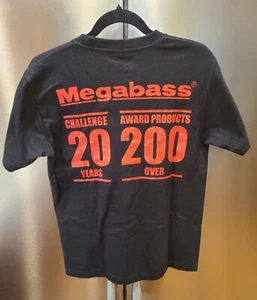 Megabass®
CHALLENGE AWARD PRODUCTS
20 200
YEARS OVER